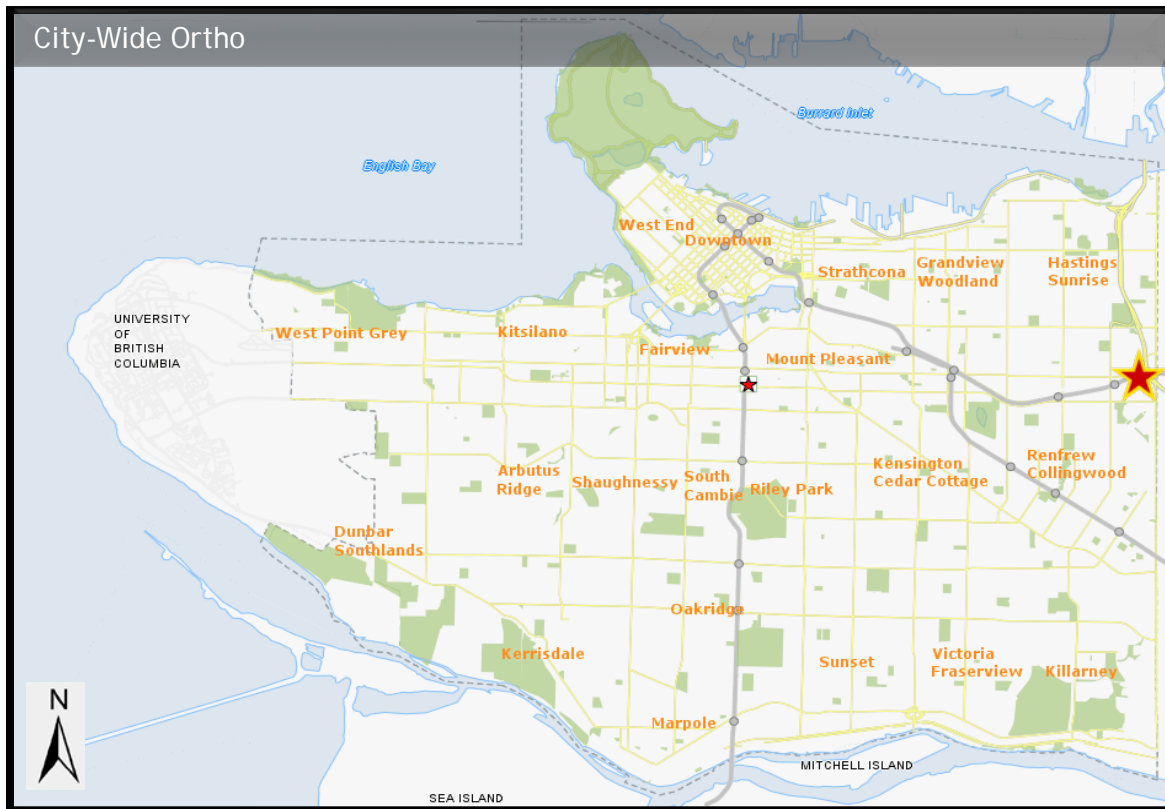 City-Wide Ortho
Burrard Inlet
English Bay
West End
Downtown
Strathcona
Grandview
Woodland
Hastings
Sunrise
UNIVERSITY
OF
BRITISH
COLUMBIA
West Point Grey
Kitsilano
Fairview
Mount Pleasant
Arbutus
Ridge
Shaughnessy
South
Cambie
Riley Park
Kensington
Cedar Cottage
Renfrew
Collingwood
Dunbar
Southlands
Oakridge
Kerrisdale
Sunset
Victoria
Fraserview
Killarney
Marpole
N
MITCHELL ISLAND
SEA ISLAND